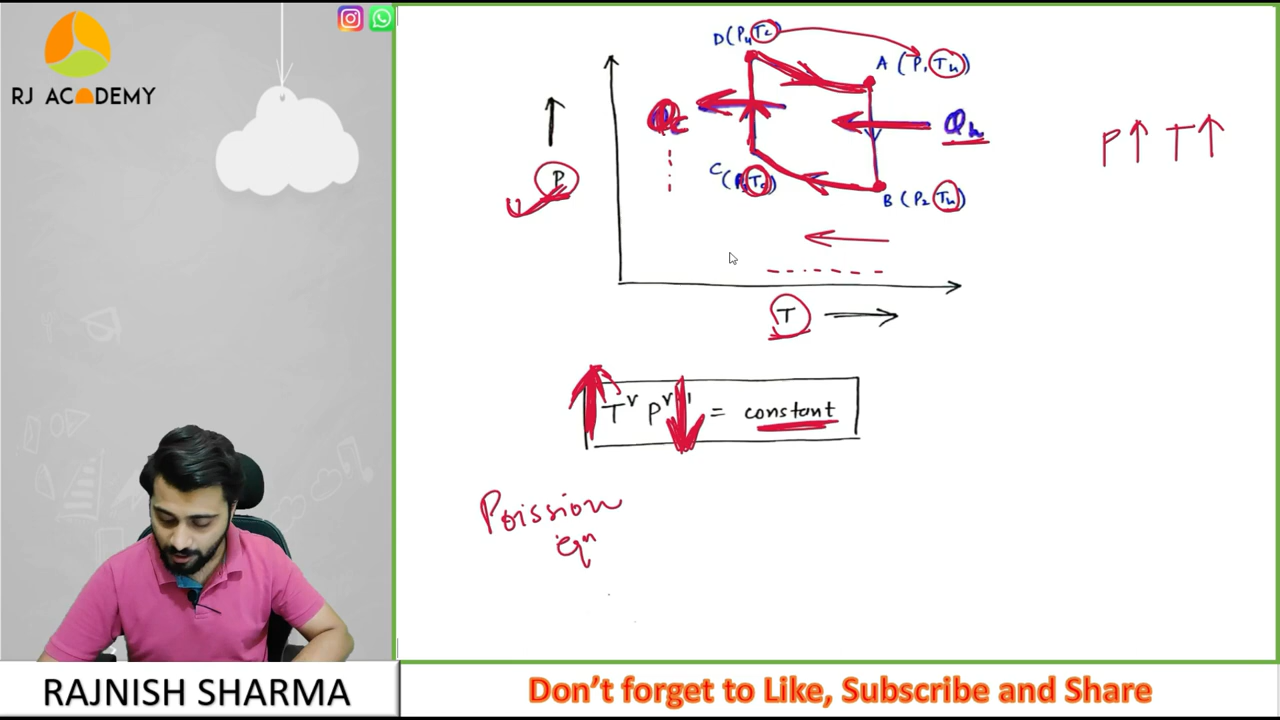 RJ ACADEMY
D(P₄ Tc)
A (P₁ Th)
P
Qc
Qh
P↑ T↑
C(P₃ Tc)
B (P₂ Th)
T
T^γ P^γ ' = constant
Poission
eqⁿ
RAJNISH SHARMA
Don’t forget to Like, Subscribe and Share